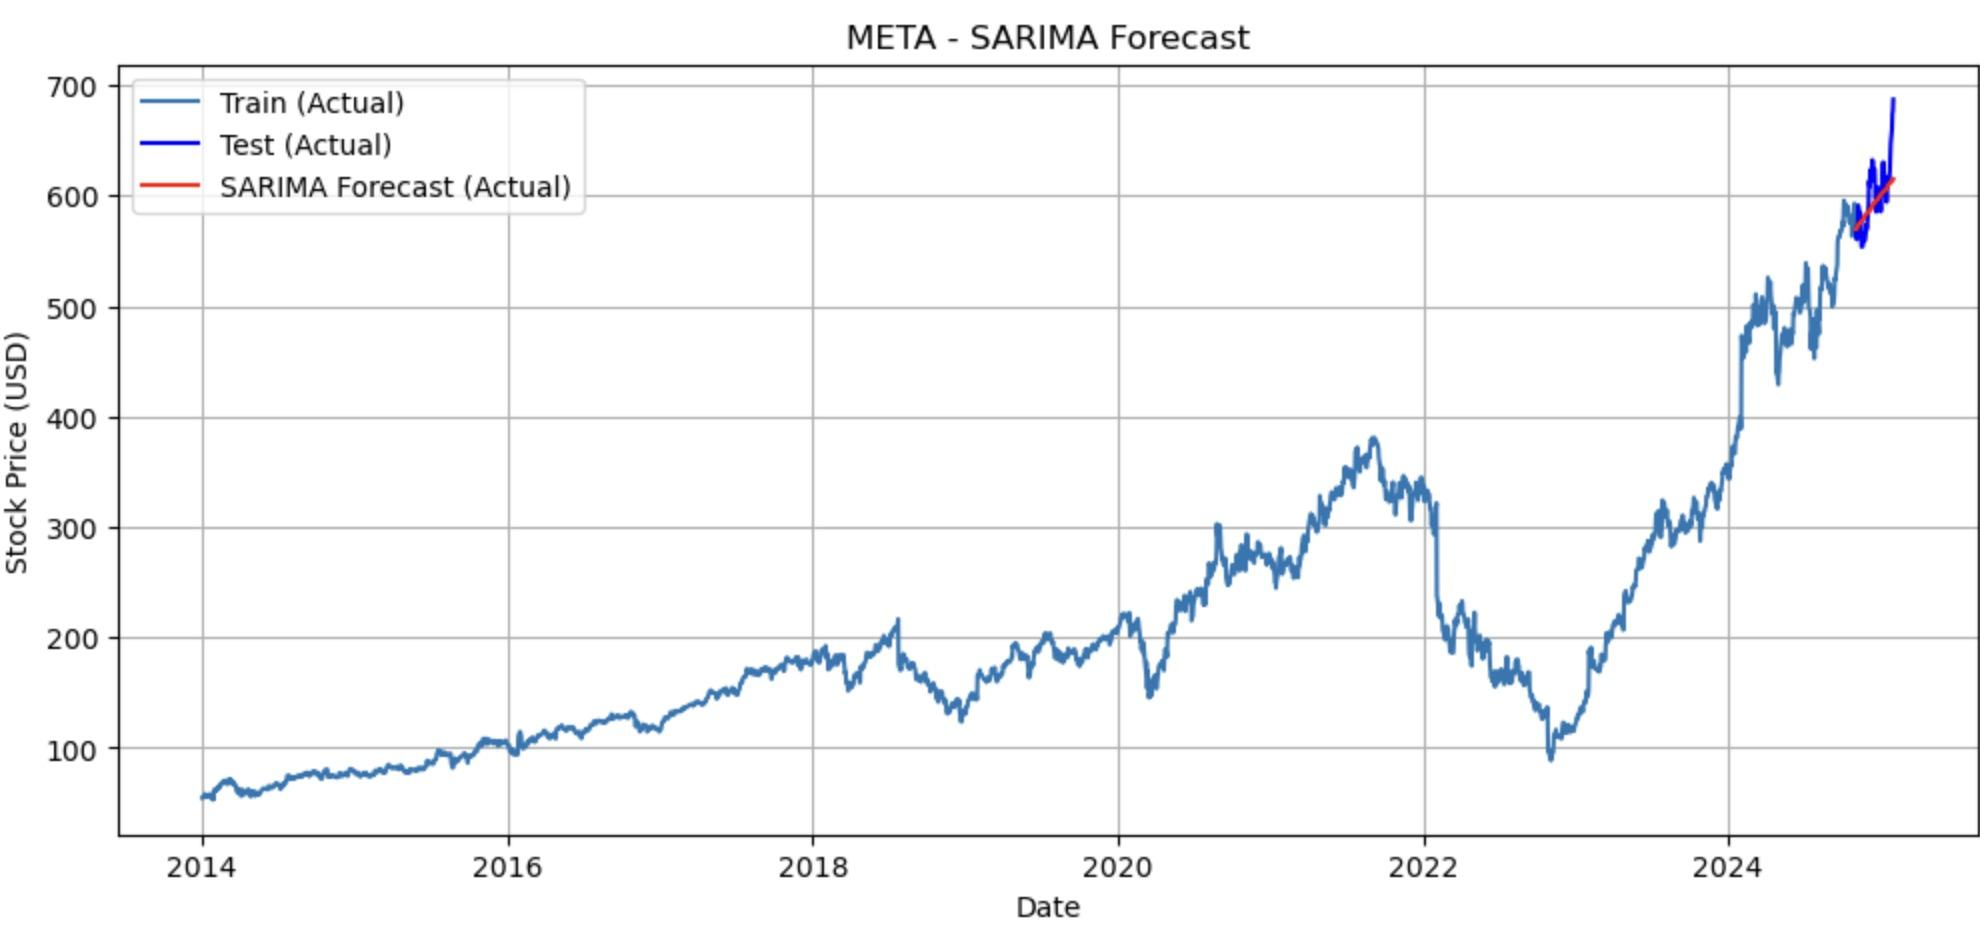 META - SARIMA Forecast
Train (Actual)
Test (Actual)
SARIMA Forecast (Actual)
Stock Price (USD)
700
600
500
400
300
200
100
2014
2016
2018
2020
2022
2024
Date